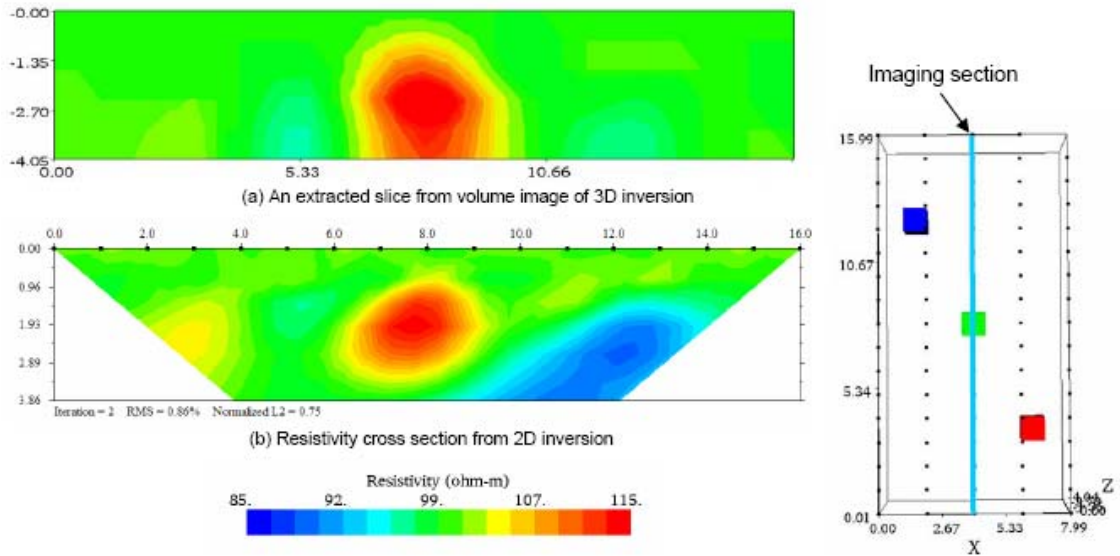 -0.00
-1.35
-2.70
-4.05
0.00 5.33 10.66
(a) An extracted slice from volume image of 3D inversion
0.0 2.0 4.0 6.0 8.0 10.0 12.0 14.0 16.0
0.00
0.96
1.93
2.89
3.86
Iteration = 2 RMS = 0.86% Normalized L2 = 0.75
(b) Resistivity cross section from 2D inversion
Resistivity (ohm-m)
85. 92. 99. 107. 115.
Imaging section
15.99
10.67
5.34
0.01
0.00 2.67 5.33 7.99
X
Z